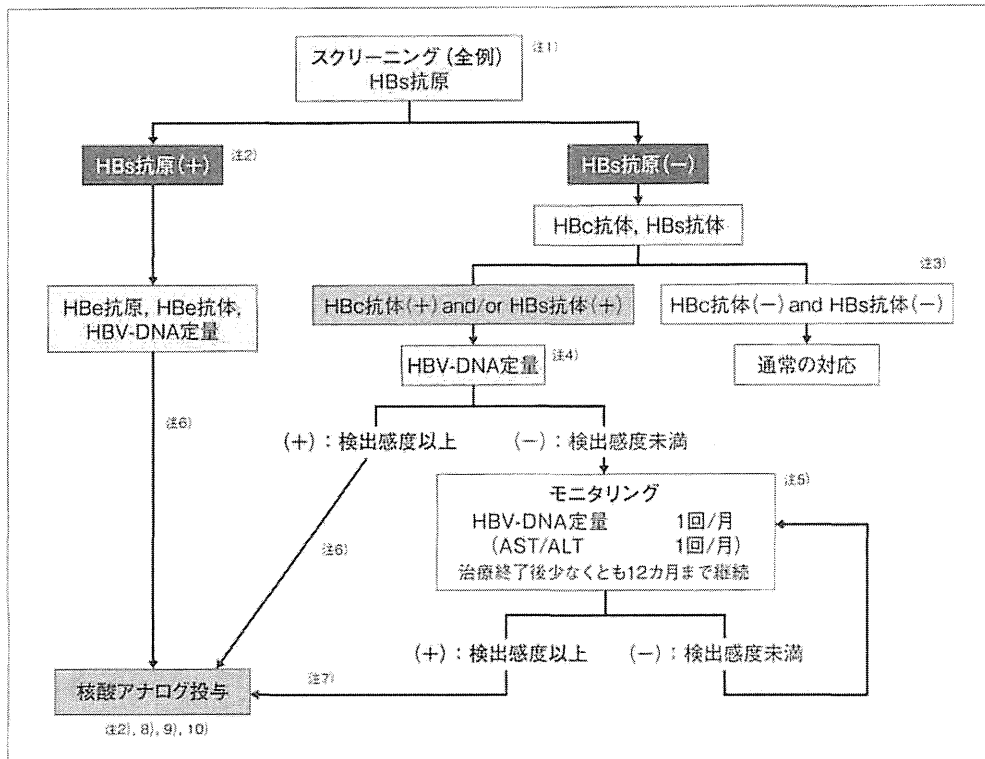 スクリーニング(全例)
HBs抗原
注1)
HBs抗原(+)
注2)
HBs抗原(−)
HBc抗体, HBs抗体
注3)
HBe抗原, HBe抗体,
HBV-DNA定量
HBc抗体(+) and/or HBs抗体(+)
HBc抗体(−) and HBs抗体(−)
HBV-DNA定量
注4)
通常の対応
注6)
(+):検出感度以上
(−):検出感度未満
注5)
モニタリング
HBV-DNA定量 1回/月
(AST/ALT 1回/月)
治療終了後少なくとも12カ月まで継続
注6)
(+):検出感度以上
(−):検出感度未満
注7)
核酸アナログ投与
注2), 8), 9), 10)